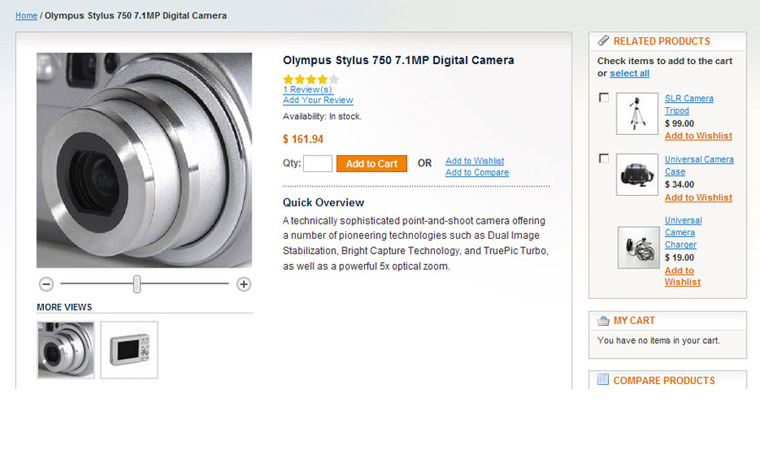 Home / Olympus Stylus 750 7.1MP Digital Camera
Olympus Stylus 750 7.1MP Digital Camera
1 Review(s)
Add Your Review
Availability: In stock.
$ 161.94
Qty: Add to Cart OR Add to Wishlist
Add to Compare
Quick Overview
A technically sophisticated point-and-shoot camera offering
a number of pioneering technologies such as Dual Image
Stabilization, Bright Capture Technology, and TruePic Turbo,
as well as a powerful 5x optical zoom.
MORE VIEWS
RELATED PRODUCTS
Check items to add to the cart
or select all
SLR Camera
Tripod
$ 99.00
Add to Wishlist
Universal Camera
Case
$ 34.00
Add to Wishlist
Universal
Camera
Charger
$ 19.00
Add to
Wishlist
MY CART
You have no items in your cart.
COMPARE PRODUCTS